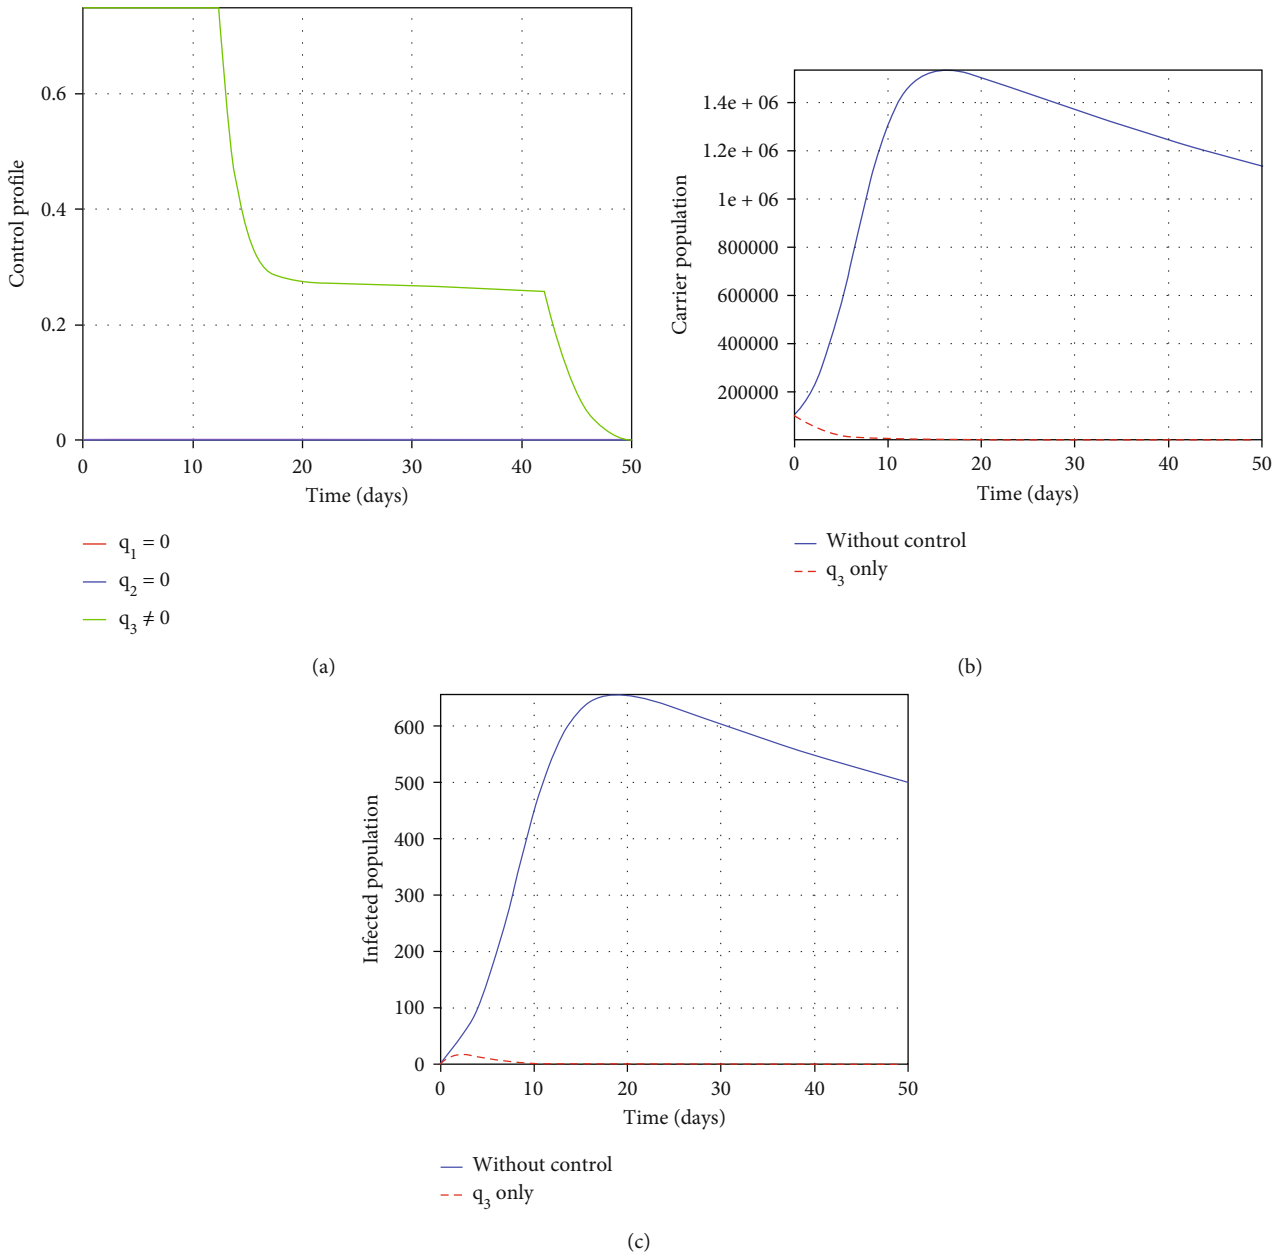 Control profile
0.6
0.4
0.2
0
0 10 20 30 40 50
Time (days)
q1 = 0
q2 = 0
q3 ≠ 0
(a)
Carrier population
1.4e + 06
1.2e + 06
1e + 06
800000
600000
400000
200000
0
0 10 20 30 40 50
Time (days)
Without control
q3 only
(b)
Infected population
600
500
400
300
200
100
0
0 10 20 30 40 50
Time (days)
Without control
q3 only
(c)